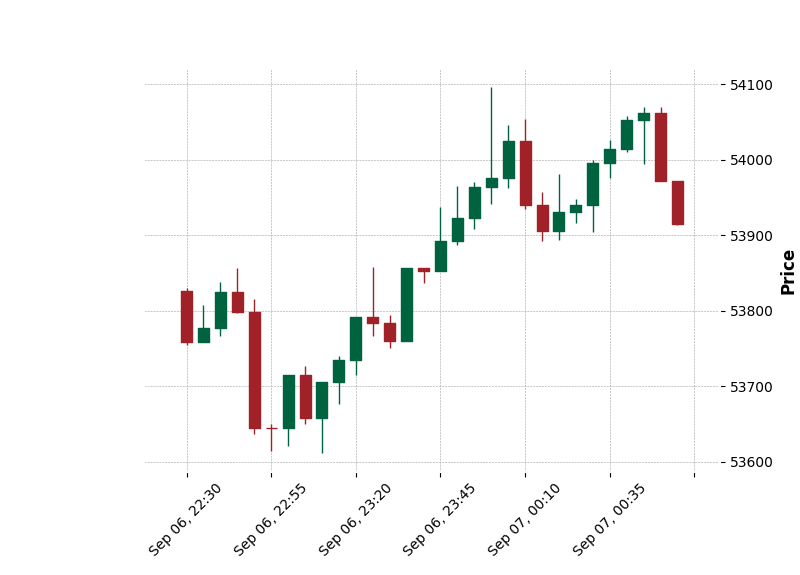 54100
54000
53900
53800
53700
53600
Price
Sep 06, 22:30
Sep 06, 22:55
Sep 06, 23:20
Sep 06, 23:45
Sep 07, 00:10
Sep 07, 00:35